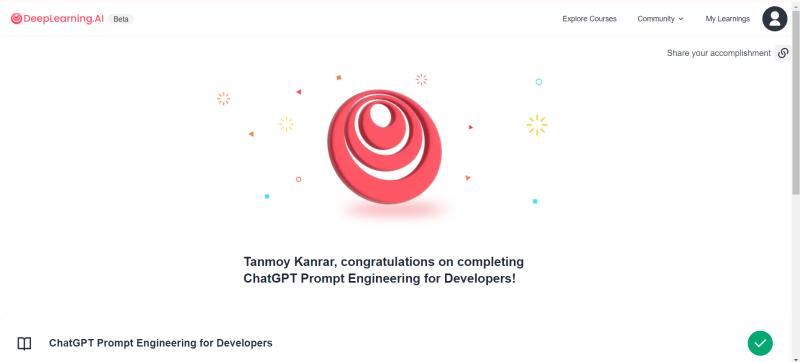 DeepLearning.AI Beta Explore Courses Community My Learnings
Share your accomplishment
Tanmoy Kanrar, congratulations on completing
ChatGPT Prompt Engineering for Developers!
ChatGPT Prompt Engineering for Developers